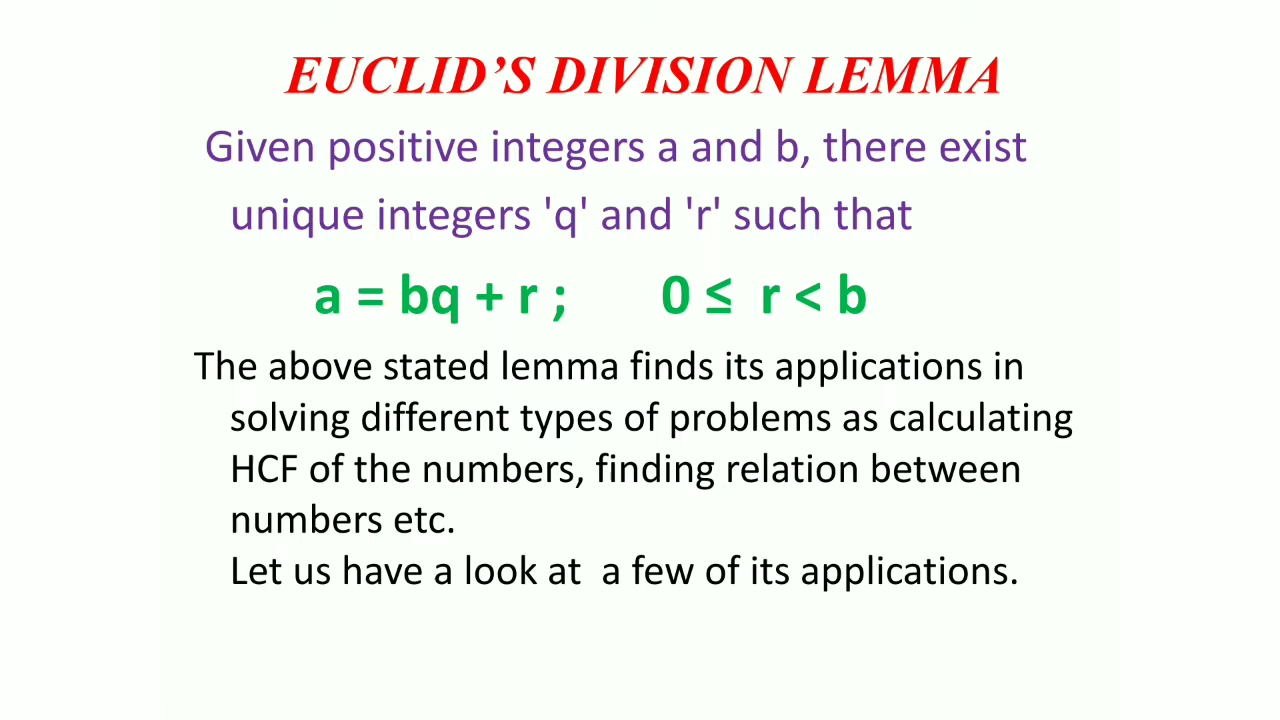 EUCLID’S DIVISION LEMMA
Given positive integers a and b, there exist
unique integers 'q' and 'r' such that
a = bq + r ; 0 ≤ r < b
The above stated lemma finds its applications in
solving different types of problems as calculating
HCF of the numbers, finding relation between
numbers etc.
Let us have a look at a few of its applications.